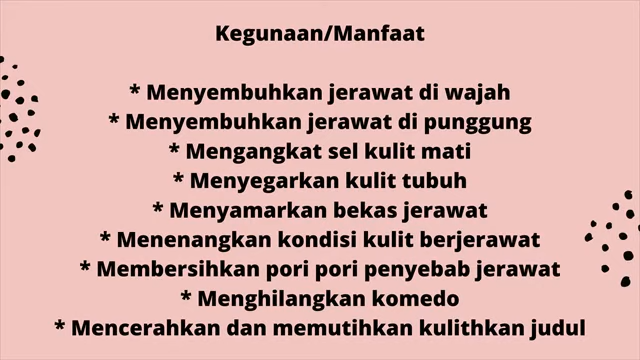 Kegunaan/Manfaat
* Menyembuhkan jerawat di wajah
* Menyembuhkan jerawat di punggung
* Mengangkat sel kulit mati
* Menyegarkan kulit tubuh
* Menyamarkan bekas jerawat
* Menenangkan kondisi kulit berjerawat
* Membersihkan pori pori penyebab jerawat
* Menghilangkan komedo
* Mencerahkan dan memutihkan kulithkan judul